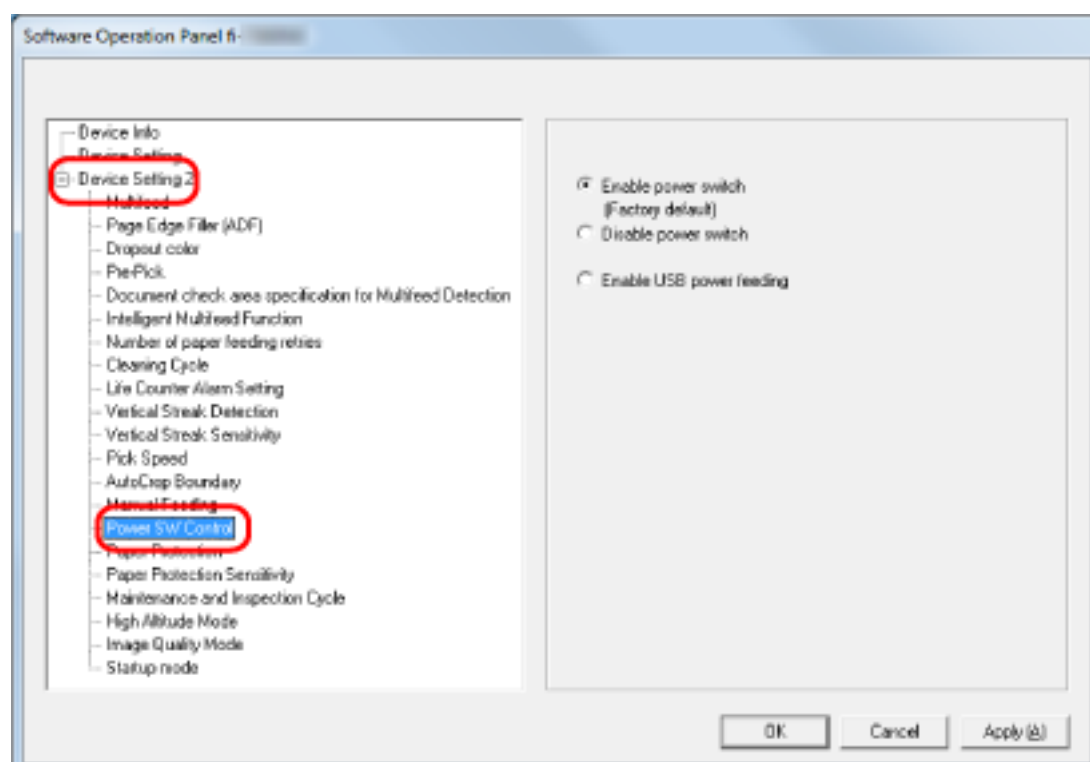 Software Operation Panel fi-
Device Info
Device Setting
Device Setting 2
Multifeed
Page Edge Filler (ADF)
Dropout color
Pre-Pick
Document check area specification for Multifeed Detection
Intelligent Multifeed Function
Number of paper feeding retries
Cleaning Cycle
Life Counter Alarm Setting
Vertical Streak Detection
Vertical Streak Sensitivity
Pick Speed
AutoCrop Boundary
Manual Feeding
Power SW Control
Paper Protection
Paper Protection Sensitivity
Maintenance and Inspection Cycle
High Altitude Mode
Image Quality Mode
Startup mode
Enable power switch
(Factory default)
Disable power switch
Enable USB power feeding
OK Cancel Apply (A)